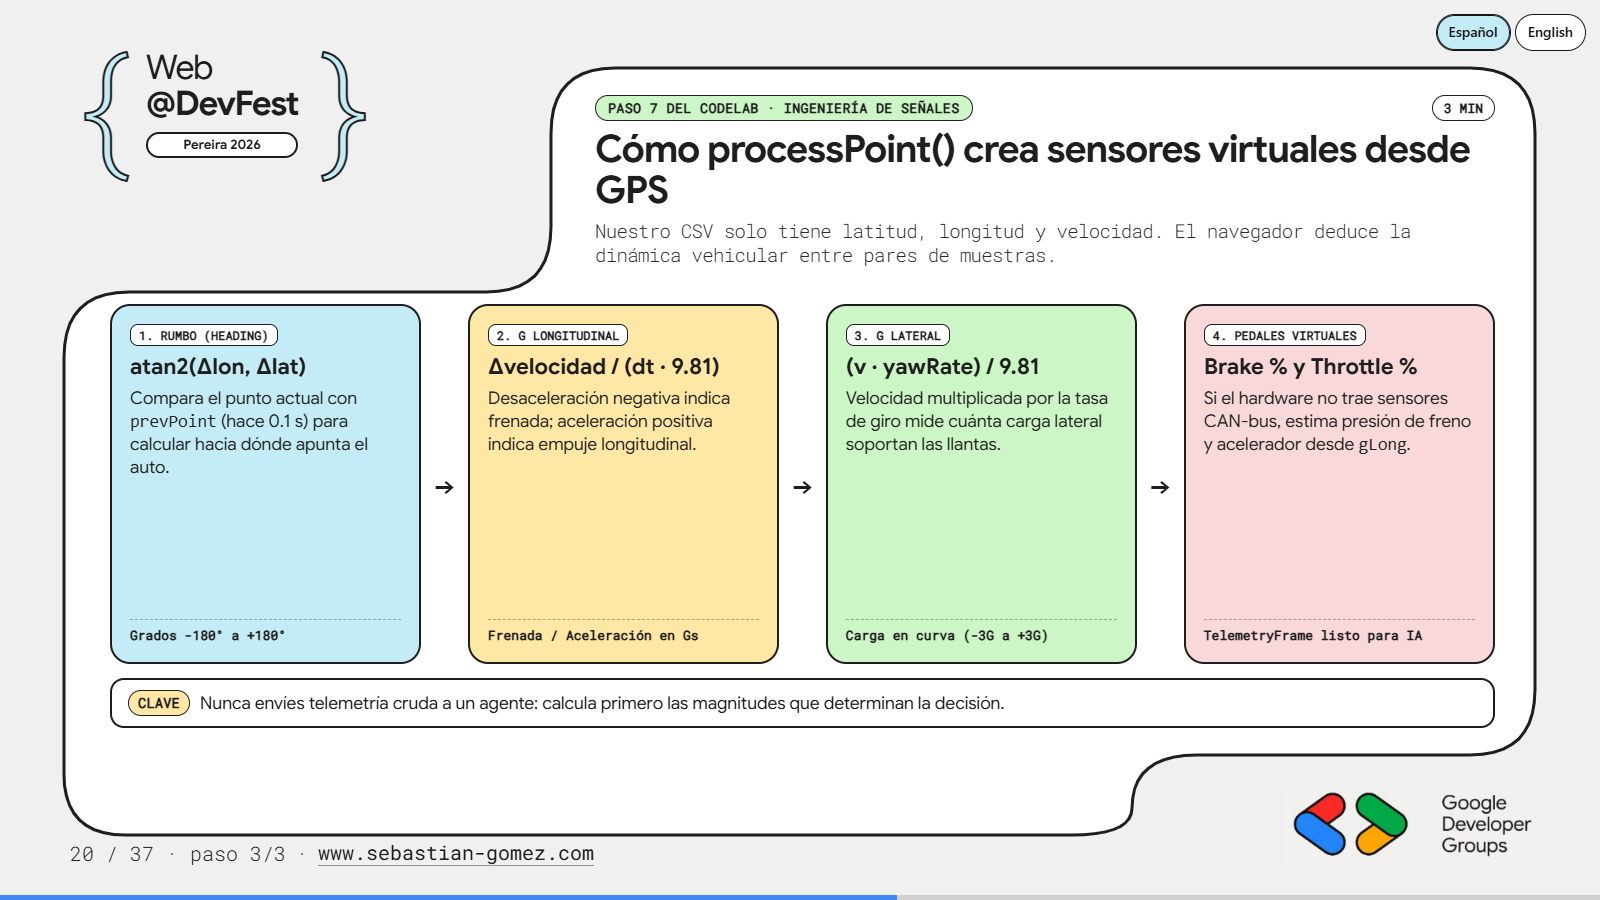 Español
English
Web
@DevFest
Pereira 2026
PASO 7 DEL CODELAB · INGENIERÍA DE SEÑALES
3 MIN
Cómo processPoint() crea sensores virtuales desde
GPS
Nuestro CSV solo tiene latitud, longitud y velocidad. El navegador deduce la
dinámica vehicular entre pares de muestras.
1. RUMBO (HEADING)
atan2(Δlon, Δlat)
Compara el punto actual con
prevPoint (hace 0.1 s) para
calcular hacia dónde apunta el
auto.
Grados -180° a +180°
→
2. G LONGITUDINAL
Δvelocidad / (dt · 9.81)
Desaceleración negativa indica
frenada; aceleración positiva
indica empuje longitudinal.
Frenada / Aceleración en Gs
→
3. G LATERAL
(v · yawRate) / 9.81
Velocidad multiplicada por la tasa
de giro mide cuánta carga lateral
soportan las llantas.
Carga en curva (-3G a +3G)
→
4. PEDALES VIRTUALES
Brake % y Throttle %
Si el hardware no trae sensores
CAN-bus, estima presión de freno
y acelerador desde gLong.
TelemetryFrame listo para IA
CLAVE Nunca envíes telemetría cruda a un agente: calcula primero las magnitudes que determinan la decisión.
20 / 37 · paso 3/3 · www.sebastian-gomez.com
Google
Developer
Groups